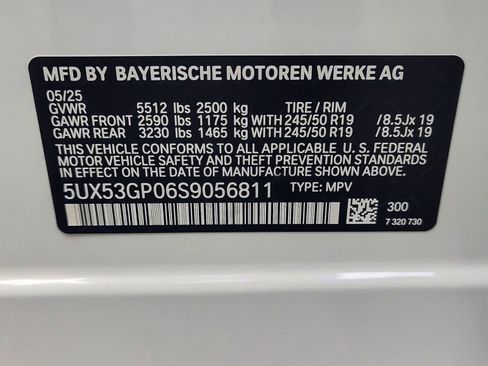 MFD BY BAYERISCHE MOTOREN WERKE AG
05/25
GVWR 5512 lbs 2500 kg TIRE / RIM
GAWR FRONT 2590 lbs 1175 kg WITH 245/50 R19 /8.5Jx 19
GAWR REAR 3230 lbs 1465 kg WITH 245/50 R19 /8.5Jx 19
THIS VEHICLE CONFORMS TO ALL APPLICABLE U. S. FEDERAL
MOTOR VEHICLE SAFETY AND THEFT PREVENTION STANDARDS
IN EFFECT ON THE DATE OF MANUFACTURE SHOWN ABOVE.
5UX53GP06S9056811 TYPE: MPV
300
7 320 730